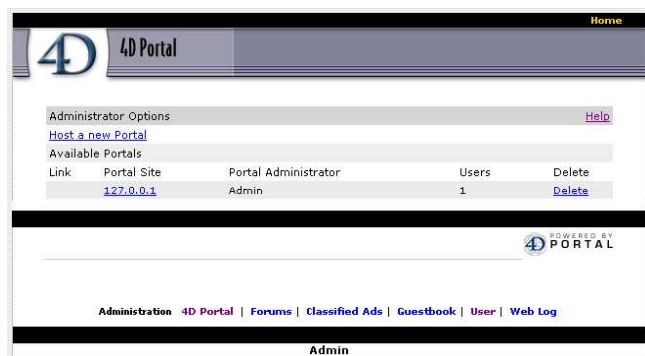 Home
4D 4D Portal
Administrator Options Help
Host a new Portal
Available Portals
Link Portal Site Portal Administrator Users Delete
127.0.0.1 Admin 1 Delete
4D POWERED BY
PORTAL
Administration 4D Portal | Forums | Classified Ads | Guestbook | User | Web Log
Admin